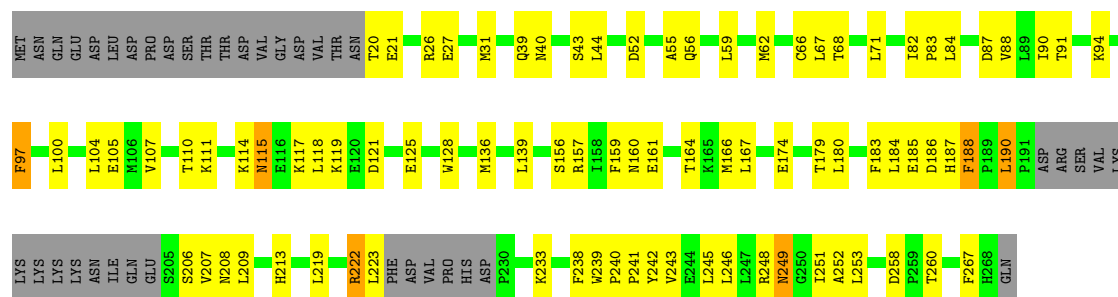 MET ASN GLN GLU ASP LEU ASP PRO ASP SER THR THR ASP VAL GLY ASP VAL THR ASN T20 E21 R26 E27 M31 Q39 N40 S43 L44 D52 A55 Q56 L59 M62 C66 L67 T68 L71 I82 P83 L84 D87 V88 L89 I90 T91 K94
F97 L100 L104 E105 M106 V107 T110 K111 K114 N115 E116 K117 L118 K119 E120 D121 E125 W128 M136 L139 S156 R157 I158 F159 N160 E161 T164 K165 M166 L167 E174 T179 L180 F183 L184 E185 D186 H187 F188 P189 L190 P191 ASP ARG SER VAL LYS
LYS LYS LYS LYS ASN ILE GLN GLU S205 S206 V207 N208 L209 H213 L219 R222 L223 PHE ASP VAL PRO HIS ASP P230 K233 F238 W239 P240 P241 Y242 V243 E244 L245 L246 L247 R248 N249 G250 I251 A252 L253 D258 P259 T260 F267 H268 GLN